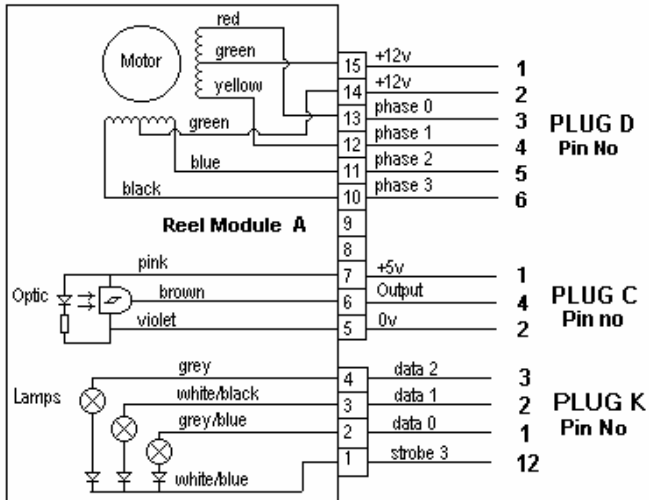 red
Motor
green
yellow
green
blue
black
Reel Module A
pink
Optic
brown
violet
Lamps
grey
white/black
grey/blue
white/blue
15 +12v 1
14 +12v 2
13 phase 0 3
12 phase 1 4
11 phase 2 5
10 phase 3 6
9
8
7 +5v 1
6 Output 4
5 0v 2
4 data 2 3
3 data 1 2
2 data 0 1
1 strobe 3 12
PLUG D
Pin No
PLUG C
Pin no
PLUG K
Pin No